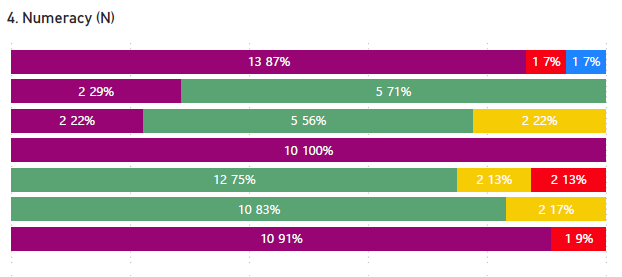 4. Numeracy (N)
13 87% 1 7% 1 7%
2 29% 5 71%
2 22% 5 56% 2 22%
10 100%
12 75% 2 13% 2 13%
10 83% 2 17%
10 91% 1 9%